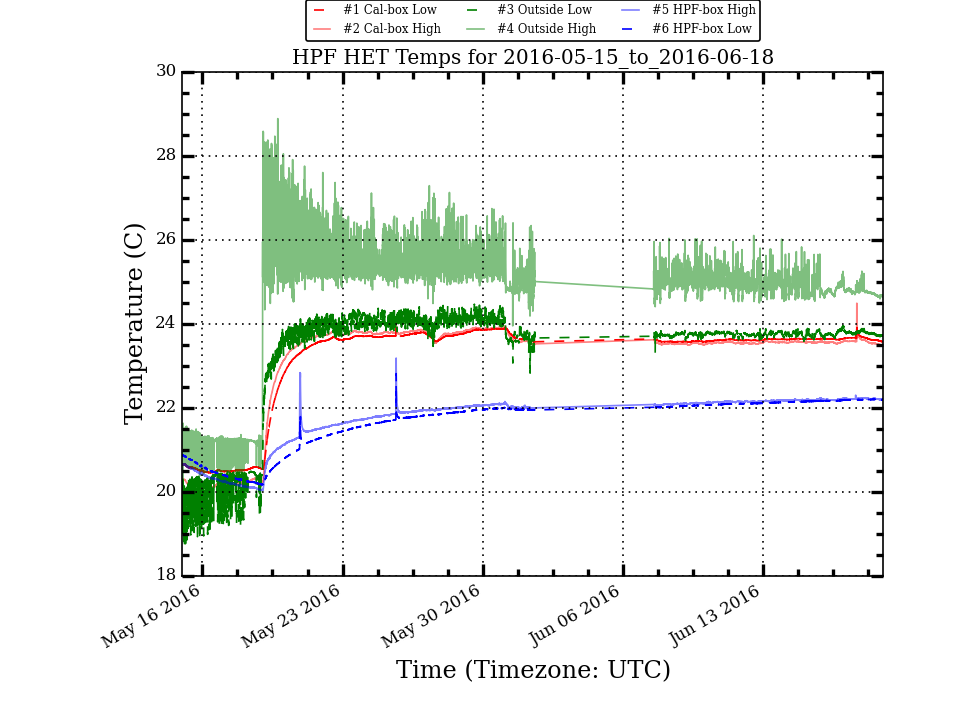 #1 Cal-box Low #3 Outside Low #5 HPF-box High
#2 Cal-box High #4 Outside High #6 HPF-box Low
HPF HET Temps for 2016-05-15_to_2016-06-18
30
28
26
24
22
20
18
Temperature (C)
May 16 2016 May 23 2016 May 30 2016 Jun 06 2016 Jun 13 2016
Time (Timezone: UTC)